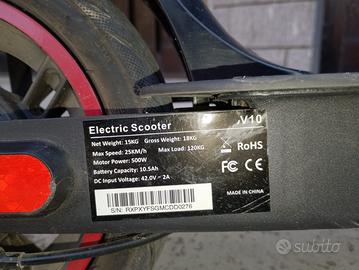 Electric Scooter V10
Net Weight: 15KG Gross Weight: 18KG
Max Speed: 25KM/h Max Load: 120KG
Motor Power: 500W
Battery Capacity: 10.5Ah
DC Input Voltage: 42.0V - 2A
CE FC RoHS
MADE IN CHINA
S/N: RXPXYFSGMCDD0276
subito